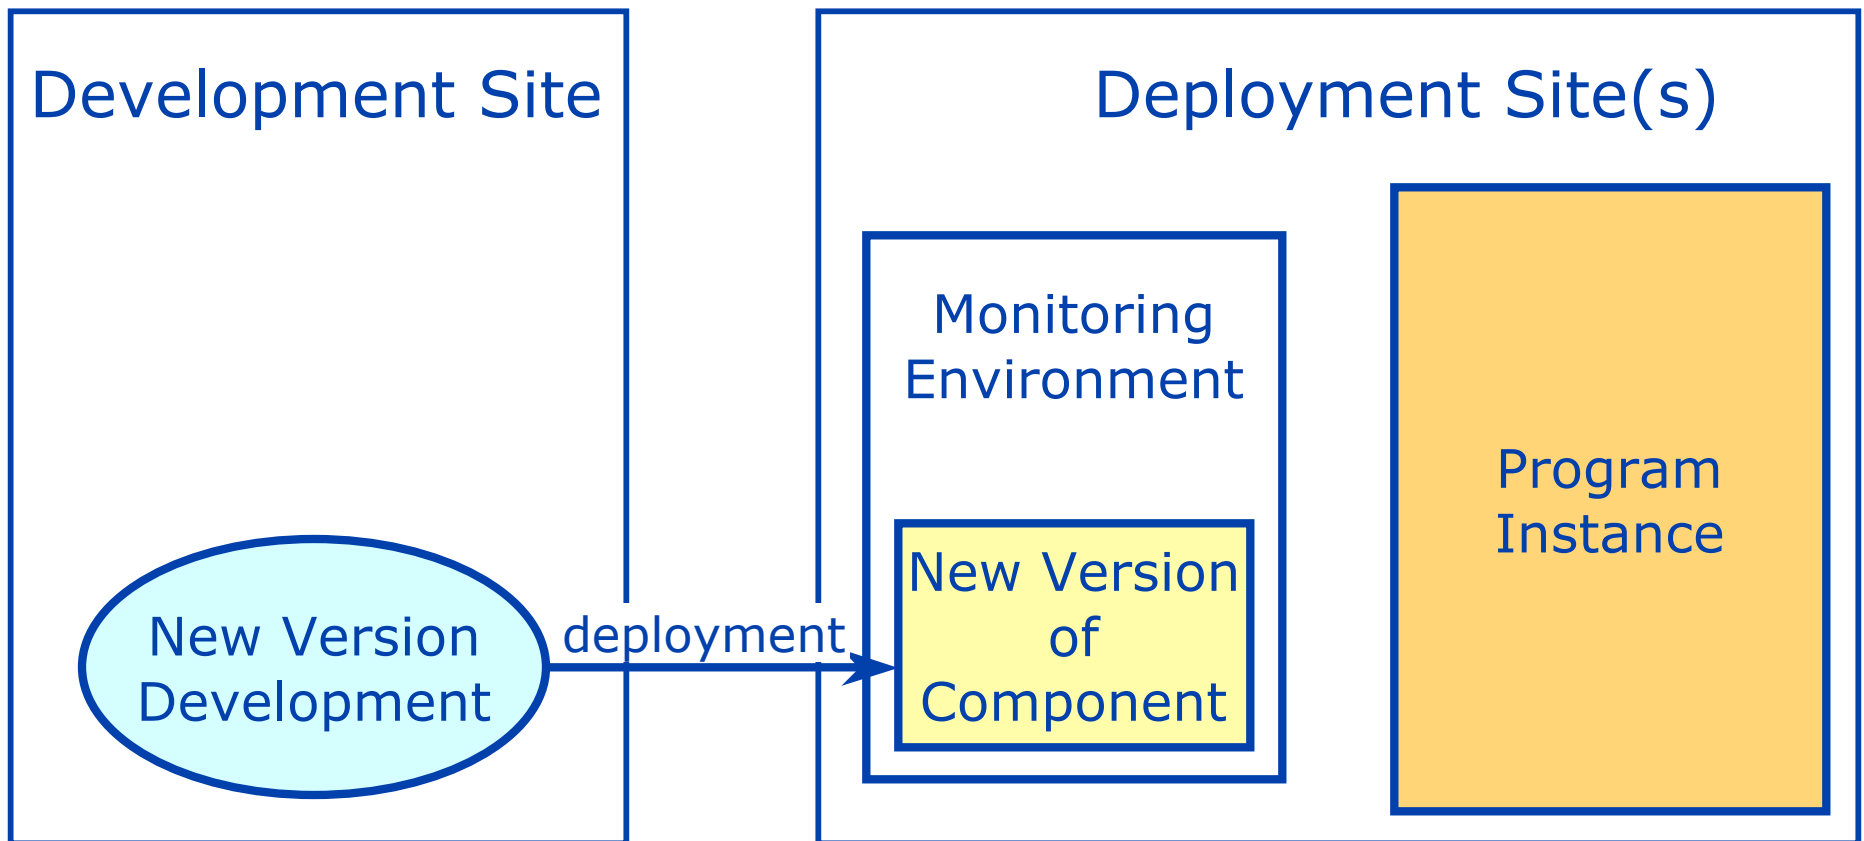 Development Site
Deployment Site(s)
Monitoring
Environment
Program
Instance
New Version
of
Component
deployment
New Version
Development